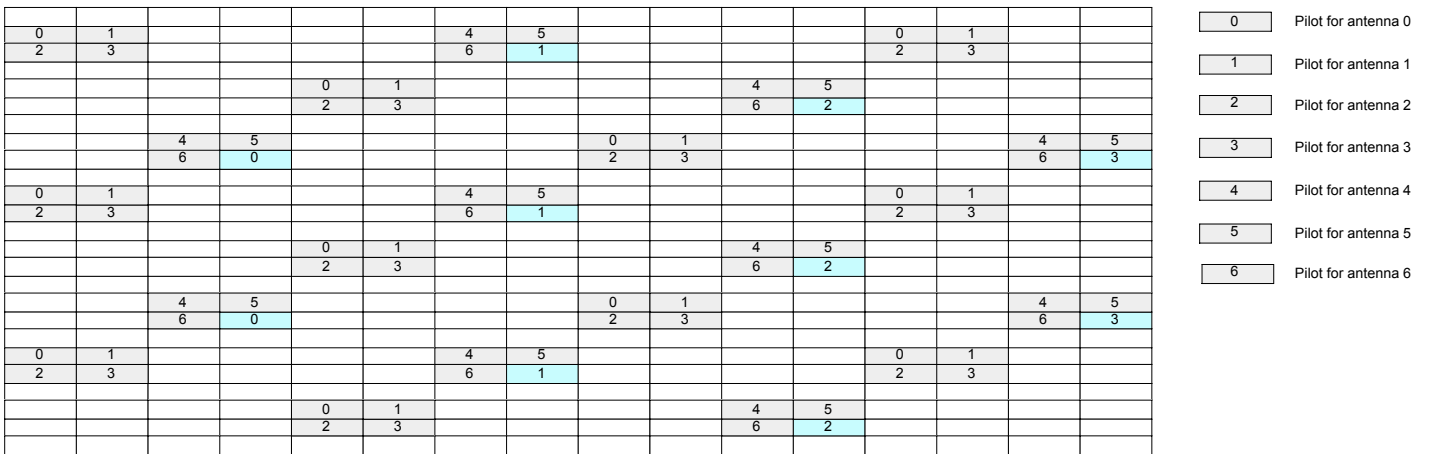 0 1 4 5 0 1
2 3 6 1 2 3
0 1 4 5
2 3 6 2
4 5 0 1 4 5
6 0 2 3 6 3
0 1 4 5 0 1
2 3 6 1 2 3
0 1 4 5
2 3 6 2
4 5 0 1 4 5
6 0 2 3 6 3
0 1 4 5 0 1
2 3 6 1 2 3
0 1 4 5
2 3 6 2
0 Pilot for antenna 0
1 Pilot for antenna 1
2 Pilot for antenna 2
3 Pilot for antenna 3
4 Pilot for antenna 4
5 Pilot for antenna 5
6 Pilot for antenna 6